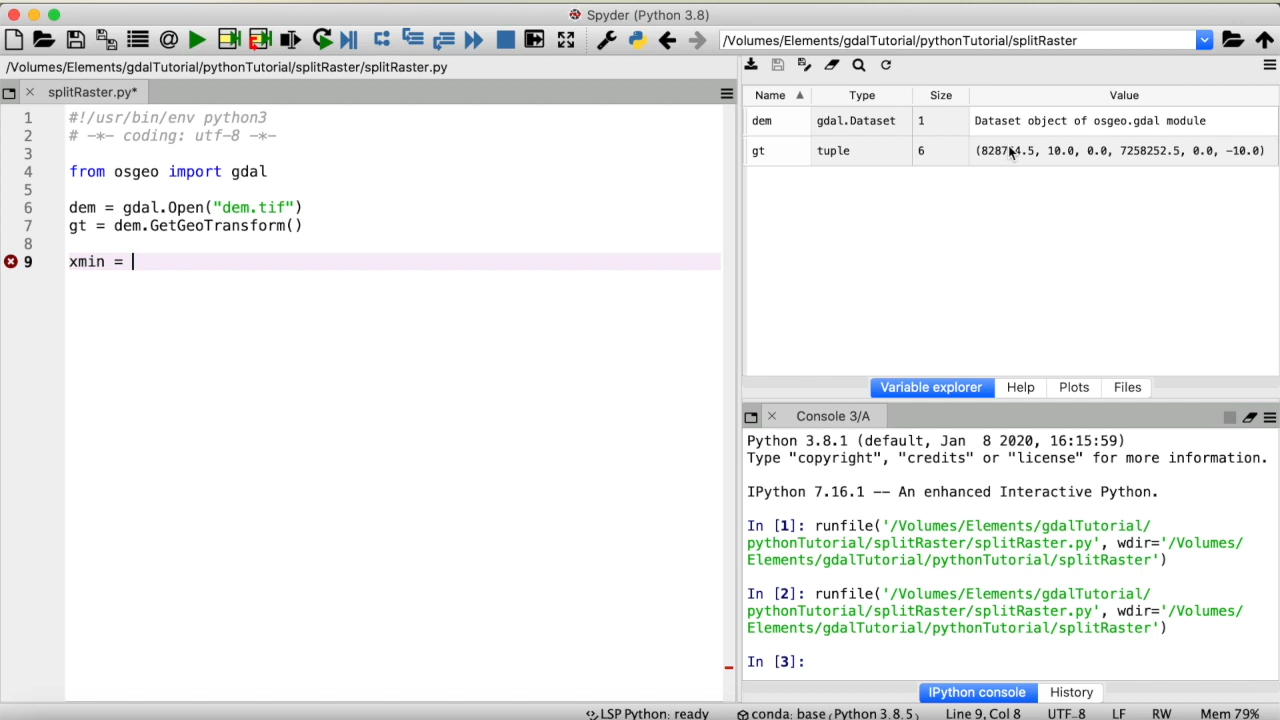 Spyder (Python 3.8)
/Volumes/Elements/gdalTutorial/pythonTutorial/splitRaster
/Volumes/Elements/gdalTutorial/pythonTutorial/splitRaster/splitRaster.py
splitRaster.py*
1 #!/usr/bin/env python3
2 # -*- coding: utf-8 -*-
3
4 from osgeo import gdal
5
6 dem = gdal.Open("dem.tif")
7 gt = dem.GetGeoTransform()
8
9 xmin =
Name Type Size Value
dem gdal.Dataset 1 Dataset object of osgeo.gdal module
gt tuple 6 10.0, 0.0, 7258252.5, 0.0, -10.0)
Variable explorer Help Plots Files
Console 3/A
Python 3.8.1 (default, Jan 8 2020, 16:15:59)
Type "copyright", "credits" or "license" for more information.
IPython 7.16.1 -- An enhanced Interactive Python.
In [1]: runfile('/Volumes/Elements/gdalTutorial/
pythonTutorial/splitRaster/splitRaster.py', wdir='/Volumes/
Elements/gdalTutorial/pythonTutorial/splitRaster')
In [2]: runfile('/Volumes/Elements/gdalTutorial/
pythonTutorial/splitRaster/splitRaster.py', wdir='/Volumes/
Elements/gdalTutorial/pythonTutorial/splitRaster')
In [3]:
IPython console History
LSP Python: ready conda: base (Python 3.8.5) Line 9, Col 8 UTF-8 LF RW Mem 79%